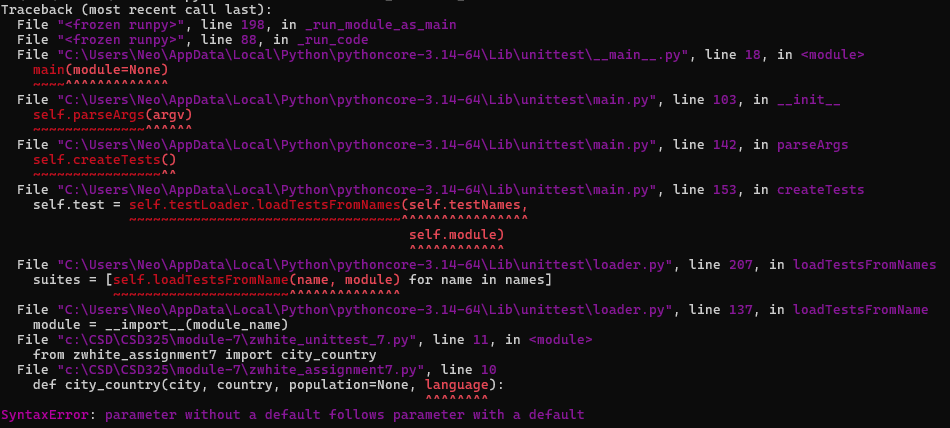 Traceback (most recent call last):
  File "<frozen runpy>", line 198, in _run_module_as_main
  File "<frozen runpy>", line 88, in _run_code
  File "C:\Users\Neo\AppData\Local\Python\pythoncore-3.14-64\Lib\unittest\__main__.py", line 18, in <module>
    main(module=None)
    ~~~~^^^^^^^^^^^^^
  File "C:\Users\Neo\AppData\Local\Python\pythoncore-3.14-64\Lib\unittest\main.py", line 103, in __init__
    self.parseArgs(argv)
    ~~~~~~~~~~~~~~^^^^^^
  File "C:\Users\Neo\AppData\Local\Python\pythoncore-3.14-64\Lib\unittest\main.py", line 142, in parseArgs
    self.createTests()
    ~~~~~~~~~~~~~~~~^^
  File "C:\Users\Neo\AppData\Local\Python\pythoncore-3.14-64\Lib\unittest\main.py", line 153, in createTests
    self.test = self.testLoader.loadTestsFromNames(self.testNames,
                ~~~~~~~~~~~~~~~~~~~~~~~~~~~~~~~~~~^^^^^^^^^^^^^^^^
                                                   self.module)
                                                   ^^^^^^^^^^^^
  File "C:\Users\Neo\AppData\Local\Python\pythoncore-3.14-64\Lib\unittest\loader.py", line 207, in loadTestsFromNames
    suites = [self.loadTestsFromName(name, module) for name in names]
              ~~~~~~~~~~~~~~~~~~~~~~^^^^^^^^^^^^^^
  File "C:\Users\Neo\AppData\Local\Python\pythoncore-3.14-64\Lib\unittest\loader.py", line 137, in loadTestsFromName
    module = __import__(module_name)
  File "c:\CSD\CSD325\module-7\zwhite_unittest_7.py", line 11, in <module>
    from zwhite_assignment7 import city_country
  File "c:\CSD\CSD325\module-7\zwhite_assignment7.py", line 10
    def city_country(city, country, population=None, language):
                                                     ^^^^^^^^
SyntaxError: parameter without a default follows parameter with a default